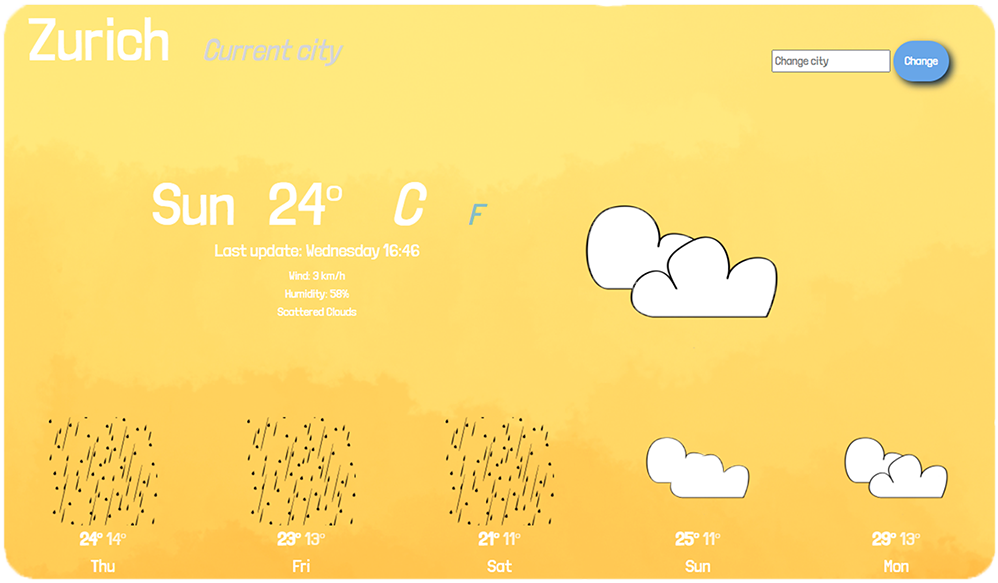 Zurich Current city
Change city Change
Sun 24° C F
Last update: Wednesday 16:46
Wind: 3 km/h
Humidity: 58%
Scattered Clouds
24° 14° 23° 13° 21° 11° 25° 11° 29° 13°
Thu Fri Sat Sun Mon